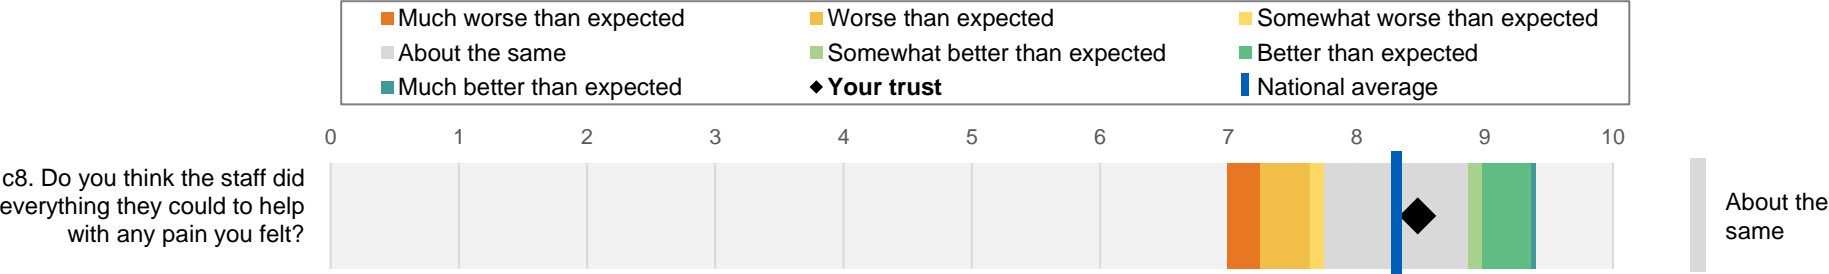 Much worse than expected Worse than expected Somewhat worse than expected
About the same Somewhat better than expected Better than expected
Much better than expected Your trust National average
0 1 2 3 4 5 6 7 8 9 10
c8. Do you think the staff did
everything they could to help
with any pain you felt?
About the
same